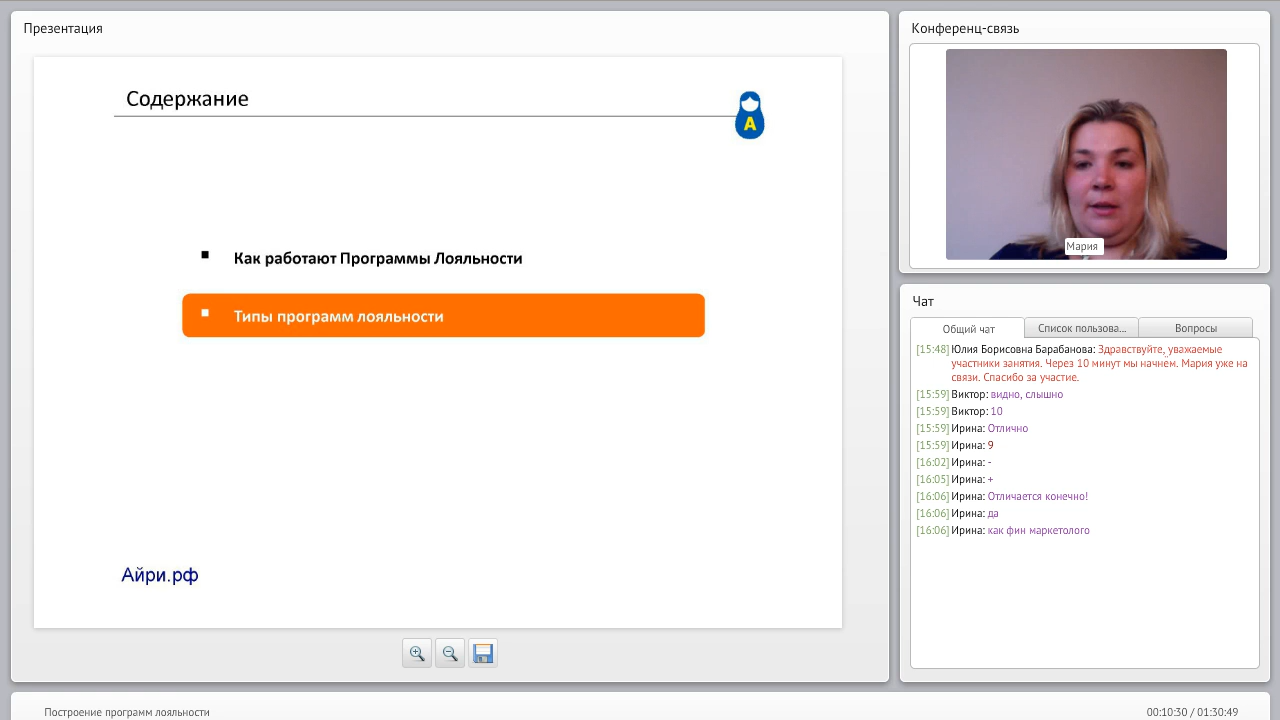 Презентация
Содержание
А
Как работают Программы Лояльности
Типы программ лояльности
Айри.рф
Конференц-связь
Мария
Чат
Общий чат
Список пользова...
Вопросы
[15:48] Юлия Борисовна Барабанова: Здравствуйте, уважаемые
участники занятия. Через 10 минут мы начнем. Мария уже на
связи. Спасибо за участие.
[15:59] Виктор: видно, слышно
[15:59] Виктор: 10
[15:59] Ирина: Отлично
[15:59] Ирина: 9
[16:02] Ирина: -
[16:05] Ирина: +
[16:06] Ирина: Отличается конечно!
[16:06] Ирина: да
[16:06] Ирина: как фин маркетолого
Построение программ лояльности
00:10:30 / 01:30:49